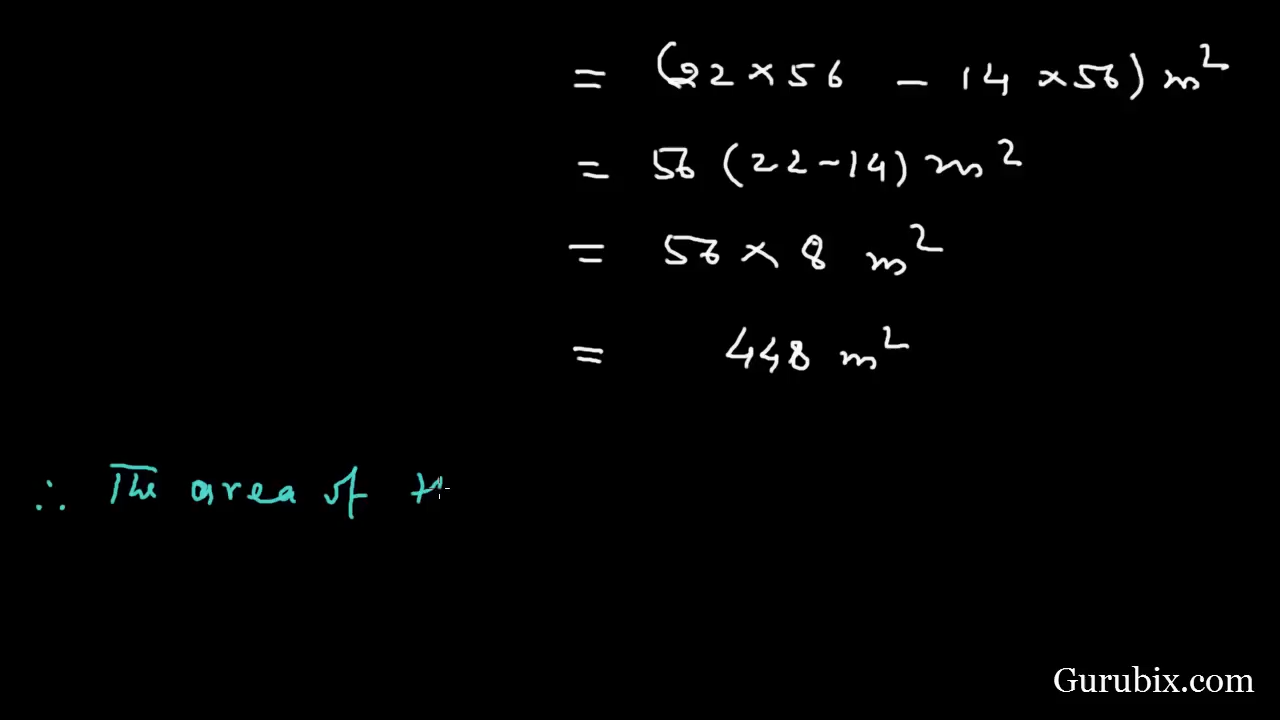 = (22 × 56 − 14 × 56) m²
= 56 (22 − 14) m²
= 56 × 8 m²
= 448 m²
∴ The area of
Gurubix.com